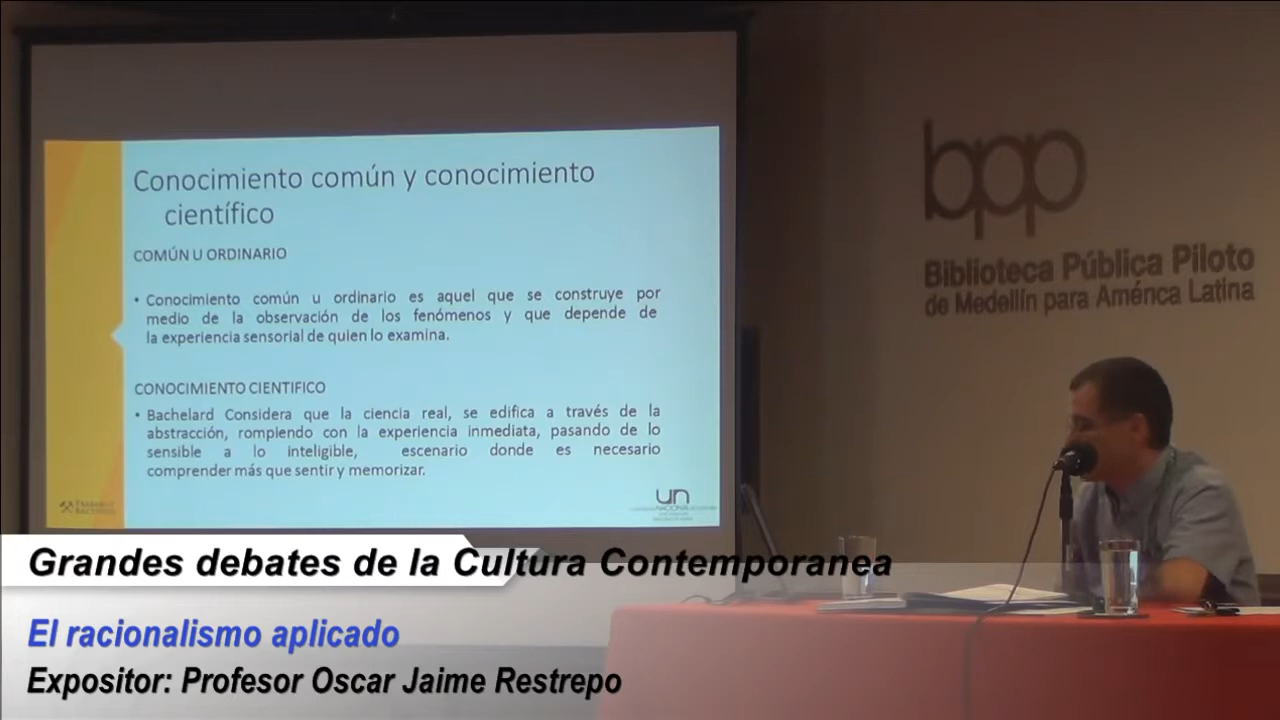 Conocimiento común y conocimiento
científico
COMÚN U ORDINARIO
• Conocimiento común u ordinario es aquel que se construye por
medio de la observación de los fenómenos y que depende de
la experiencia sensorial de quien lo examina.
CONOCIMIENTO CIENTIFICO
• Bachelard Considera que la ciencia real, se edifica a través de la
abstracción, rompiendo con la experiencia inmediata, pasando de lo
sensible a lo inteligible, escenario donde es necesario
comprender más que sentir y memorizar.
un
NACIONAL
bpp
Biblioteca Pública Piloto
de Medellín para América Latina
Grandes debates de la Cultura Contemporanea
El racionalismo aplicado
Expositor: Profesor Oscar Jaime Restrepo